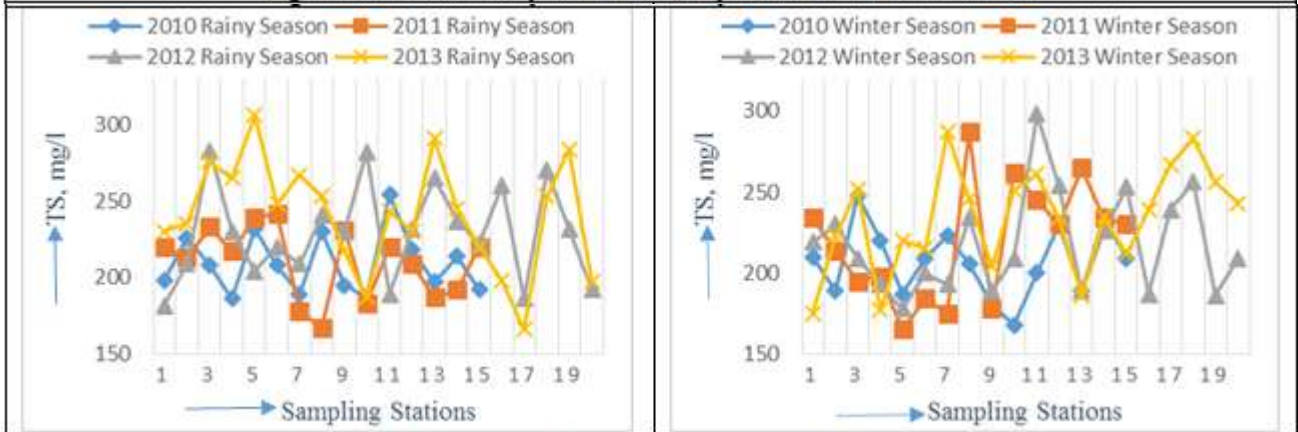 2010 Rainy Season 2011 Rainy Season
2012 Rainy Season 2013 Rainy Season
TS, mg/l
300
250
200
150
1 3 5 7 9 11 13 15 17 19
Sampling Stations
2010 Winter Season 2011 Winter Season
2012 Winter Season 2013 Winter Season
TS, mg/l
300
250
200
150
1 3 5 7 9 11 13 15 17 19
Sampling Stations